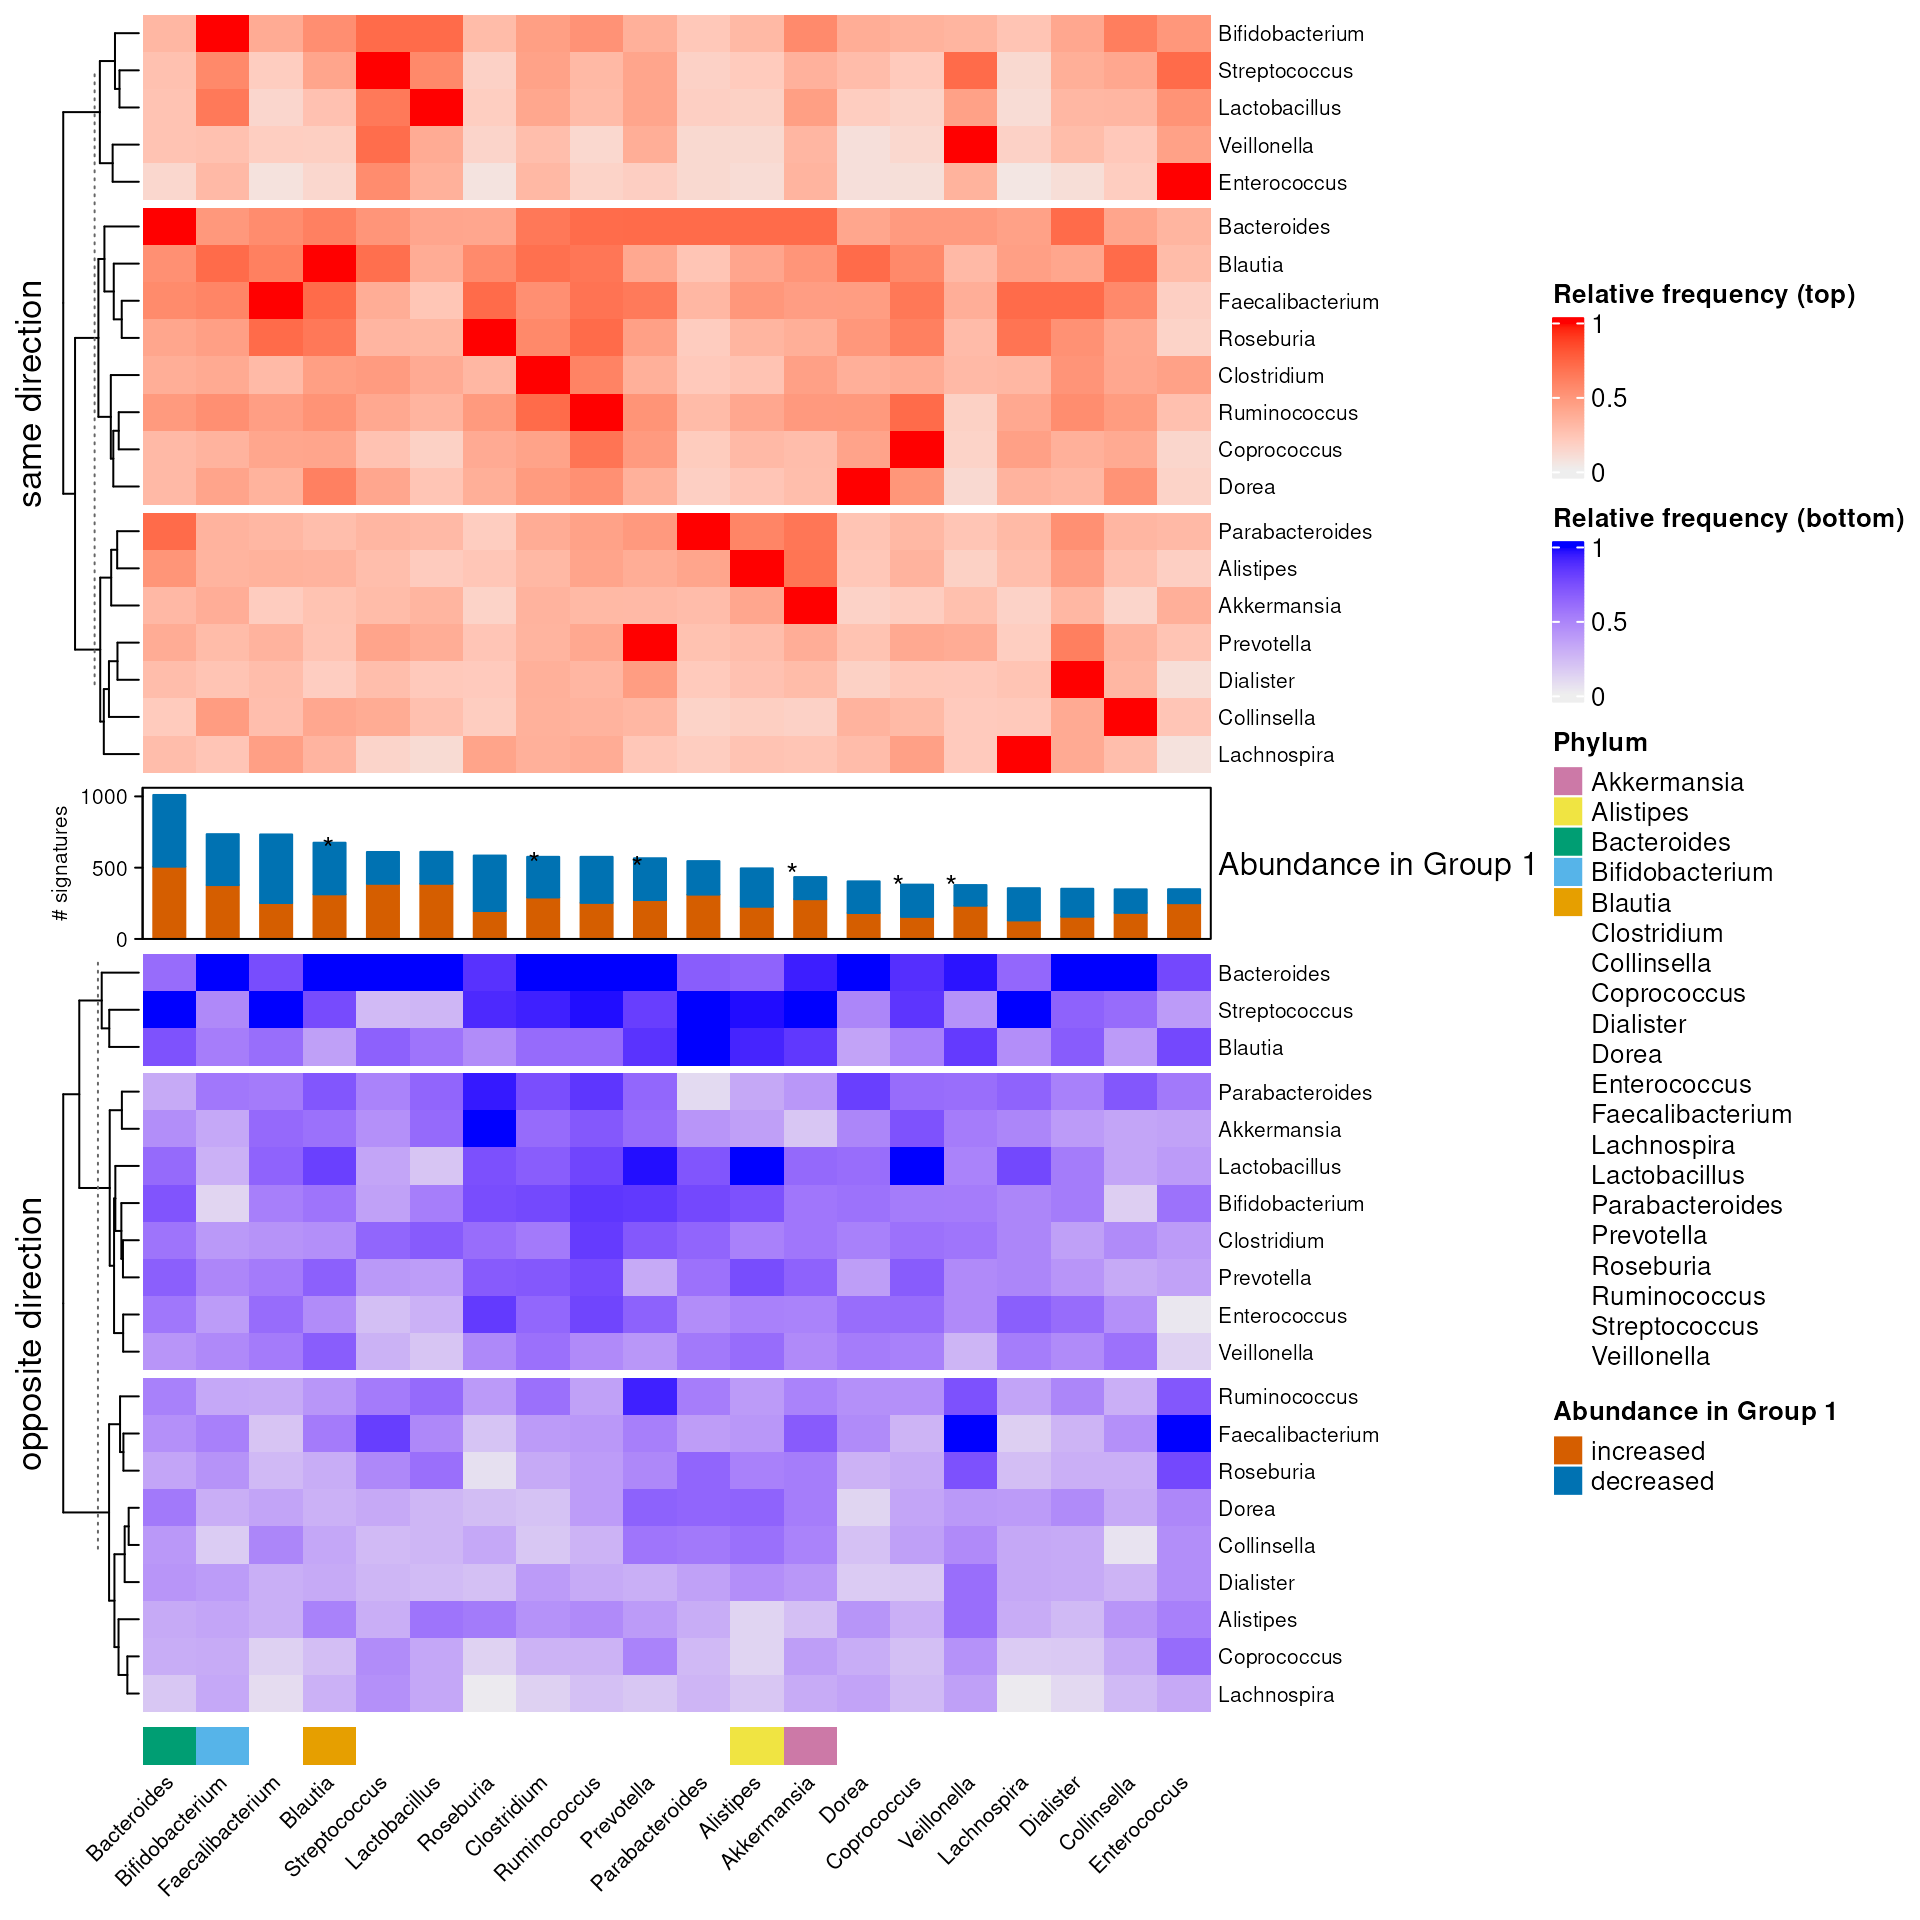 same direction
Bifidobacterium
Streptococcus
Lactobacillus
Veillonella
Enterococcus
Bacteroides
Blautia
Faecalibacterium
Roseburia
Clostridium
Ruminococcus
Coprococcus
Dorea
Parabacteroides
Alistipes
Akkermansia
Prevotella
Dialister
Collinsella
Lachnospira
# signatures
1000
500
0
* * * * * *
Abundance in Group 1
opposite direction
Bacteroides
Streptococcus
Blautia
Parabacteroides
Akkermansia
Lactobacillus
Bifidobacterium
Clostridium
Prevotella
Enterococcus
Veillonella
Ruminococcus
Faecalibacterium
Roseburia
Dorea
Collinsella
Dialister
Alistipes
Coprococcus
Lachnospira
Bacteroides
Bifidobacterium
Faecalibacterium
Blautia
Streptococcus
Lactobacillus
Roseburia
Clostridium
Ruminococcus
Prevotella
Parabacteroides
Alistipes
Akkermansia
Dorea
Coprococcus
Veillonella
Lachnospira
Dialister
Collinsella
Enterococcus
Relative frequency (top)
1
0.5
0
Relative frequency (bottom)
1
0.5
0
Phylum
Akkermansia
Alistipes
Bacteroides
Bifidobacterium
Blautia
Clostridium
Collinsella
Coprococcus
Dialister
Dorea
Enterococcus
Faecalibacterium
Lachnospira
Lactobacillus
Parabacteroides
Prevotella
Roseburia
Ruminococcus
Streptococcus
Veillonella
Abundance in Group 1
increased
decreased